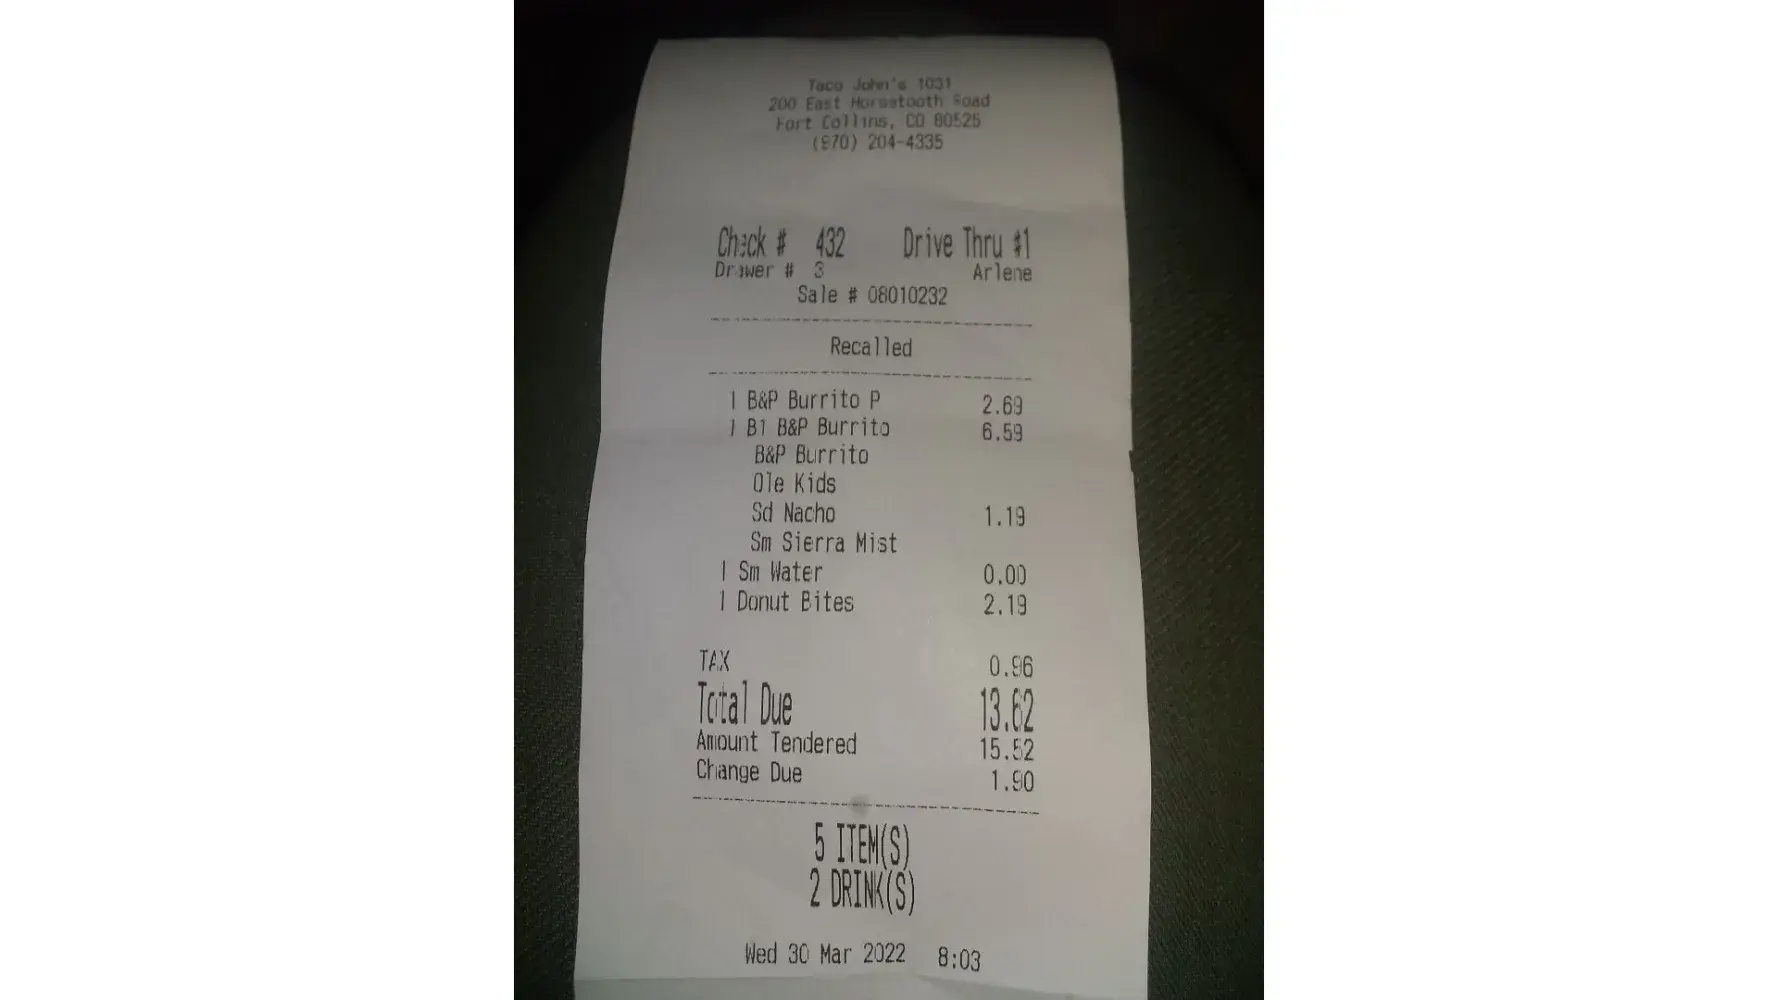 Taco John's 1031
200 East Horsetooth Road
Fort Collins, CO 80525
(970) 204-4335
Check # 432 Drive Thru #1
Drawer # 3 Arlene
Sale # 08010232
Recalled
1 B&P Burrito P 2.69
1 B1 B&P Burrito 6.59
B&P Burrito
Ole Kids
Sd Nacho 1.19
Sm Sierra Mist
1 Sm Water 0.00
1 Donut Bites 2.19
TAX 0.96
Total Due 13.62
Amount Tendered 15.52
Change Due 1.90
5 ITEM(S)
2 DRINK(S)
Wed 30 Mar 2022 8:03